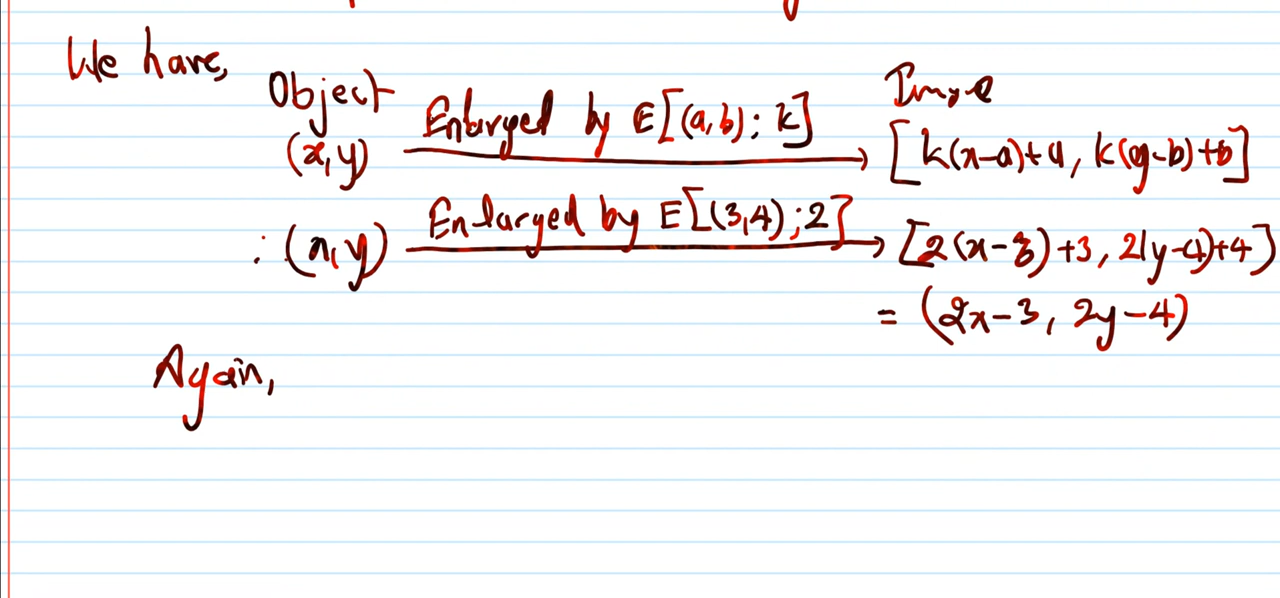 We have,
Object Image
(x,y) Enlarged by E[(a,b); k] [k(x-a)+a, k(y-b)+b]
: (x,y) Enlarged by E[(3,4);2] [2(x-3)+3, 2(y-4)+4]
= (2x-3, 2y-4)
Again,